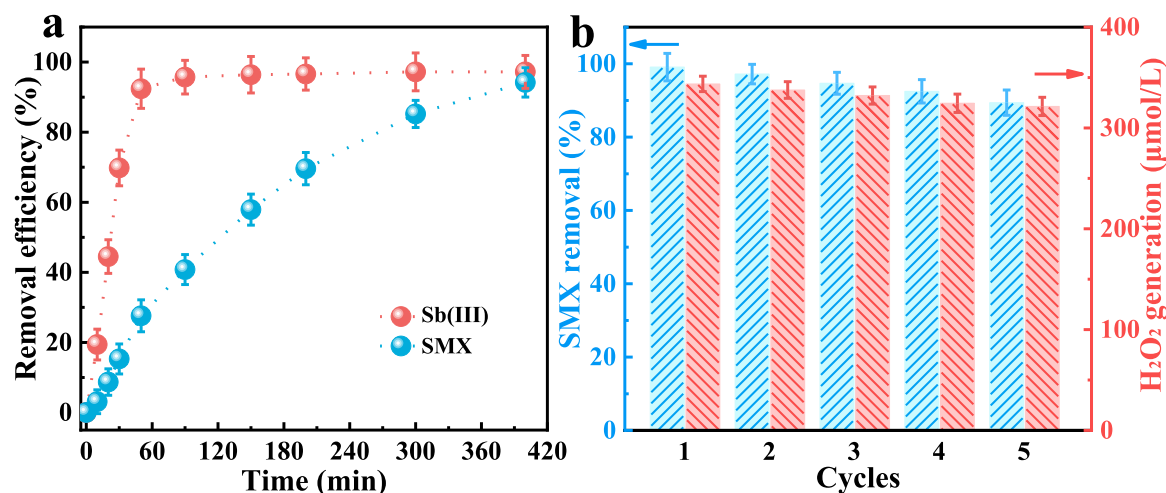 a
Removal efficiency (%)
100
80
60
40
20
0
Sb(III)
SMX
0 60 120 180 240 300 360 420
Time (min)
b
SMX removal (%)
100
80
60
40
20
0
400
300
200
100
0
H₂O₂ generation (μmol/L)
1 2 3 4 5
Cycles